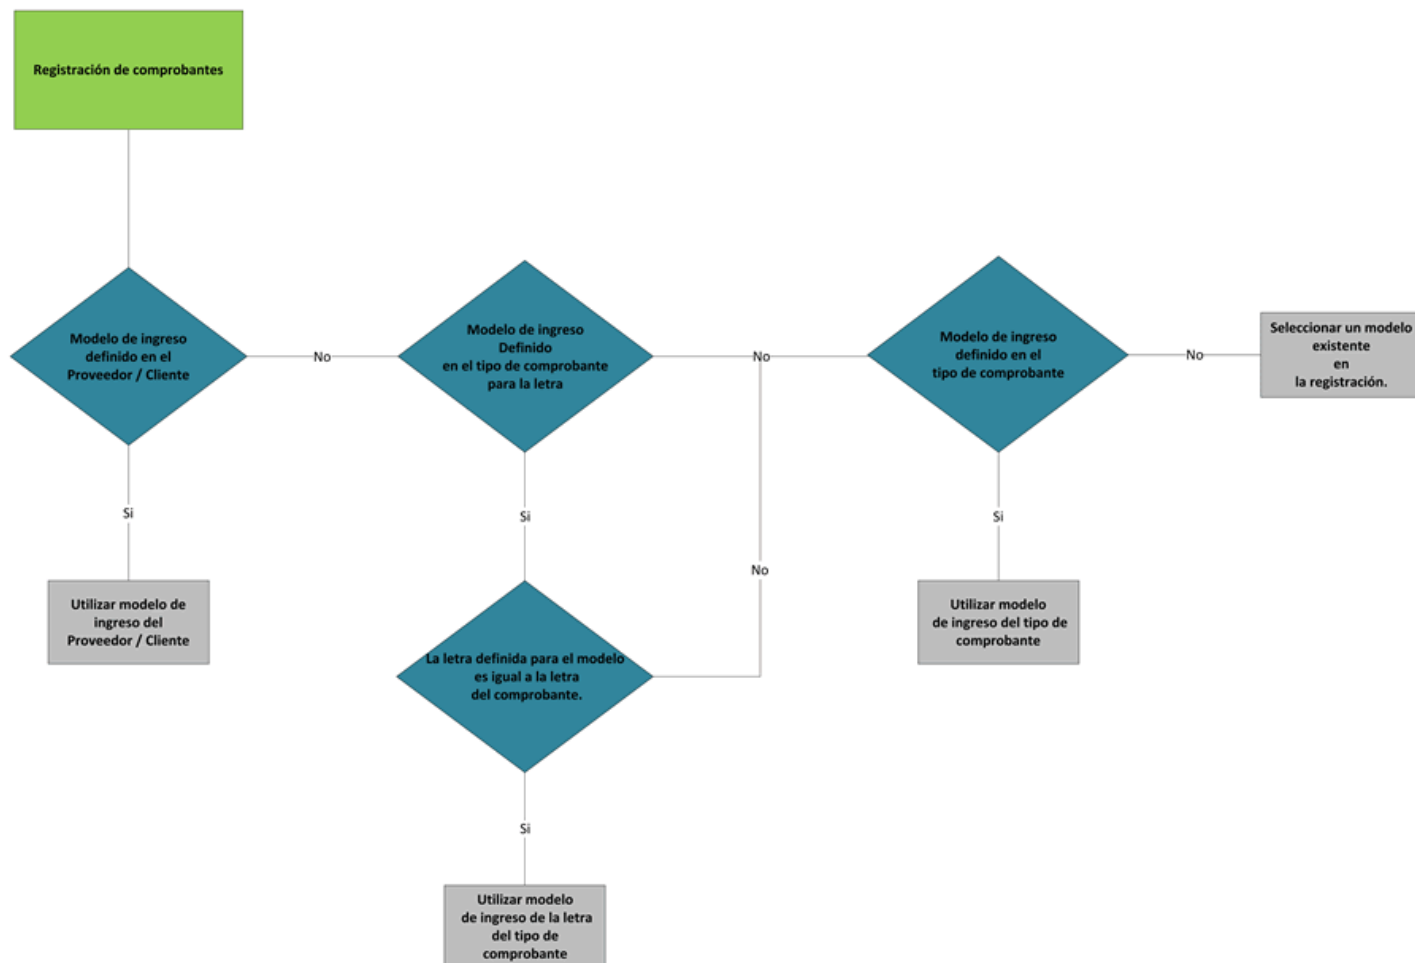 Registración de comprobantes
Modelo de ingreso
definido en el
Proveedor / Cliente
No
Modelo de ingreso
Definido
en el tipo de comprobante
para la letra
No
Modelo de ingreso
definido en el
tipo de comprobante
No
Seleccionar un modelo
existente
en
la registración.
Si
Si
Si
No
Utilizar modelo de
ingreso del
Proveedor / Cliente
La letra definida para el modelo
es igual a la letra
del comprobante.
Utilizar modelo
de ingreso del tipo de
comprobante
Si
Utilizar modelo
de ingreso de la letra
del tipo de
comprobante